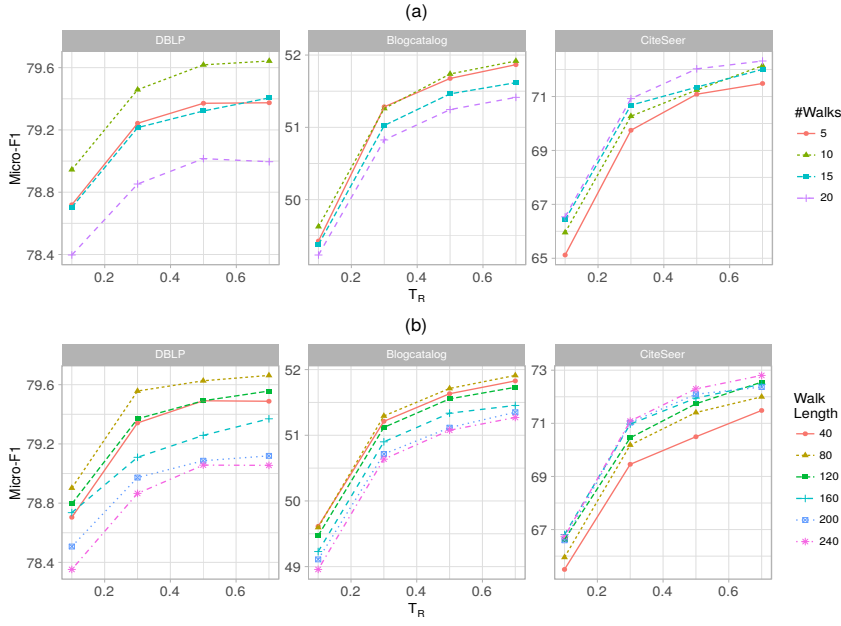 (a)
DBLP Blogcatalog CiteSeer
79.6
79.2
78.8
78.4
52
51
50
71
69
67
65
Micro-F1
0.2 0.4 0.6 0.2 0.4 0.6 0.2 0.4 0.6
T_R
#Walks
5
10
15
20
(b)
DBLP Blogcatalog CiteSeer
79.6
79.2
78.8
78.4
52
51
50
49
73
71
69
67
Micro-F1
0.2 0.4 0.6 0.2 0.4 0.6 0.2 0.4 0.6
T_R
Walk
Length
40
80
120
160
200
240